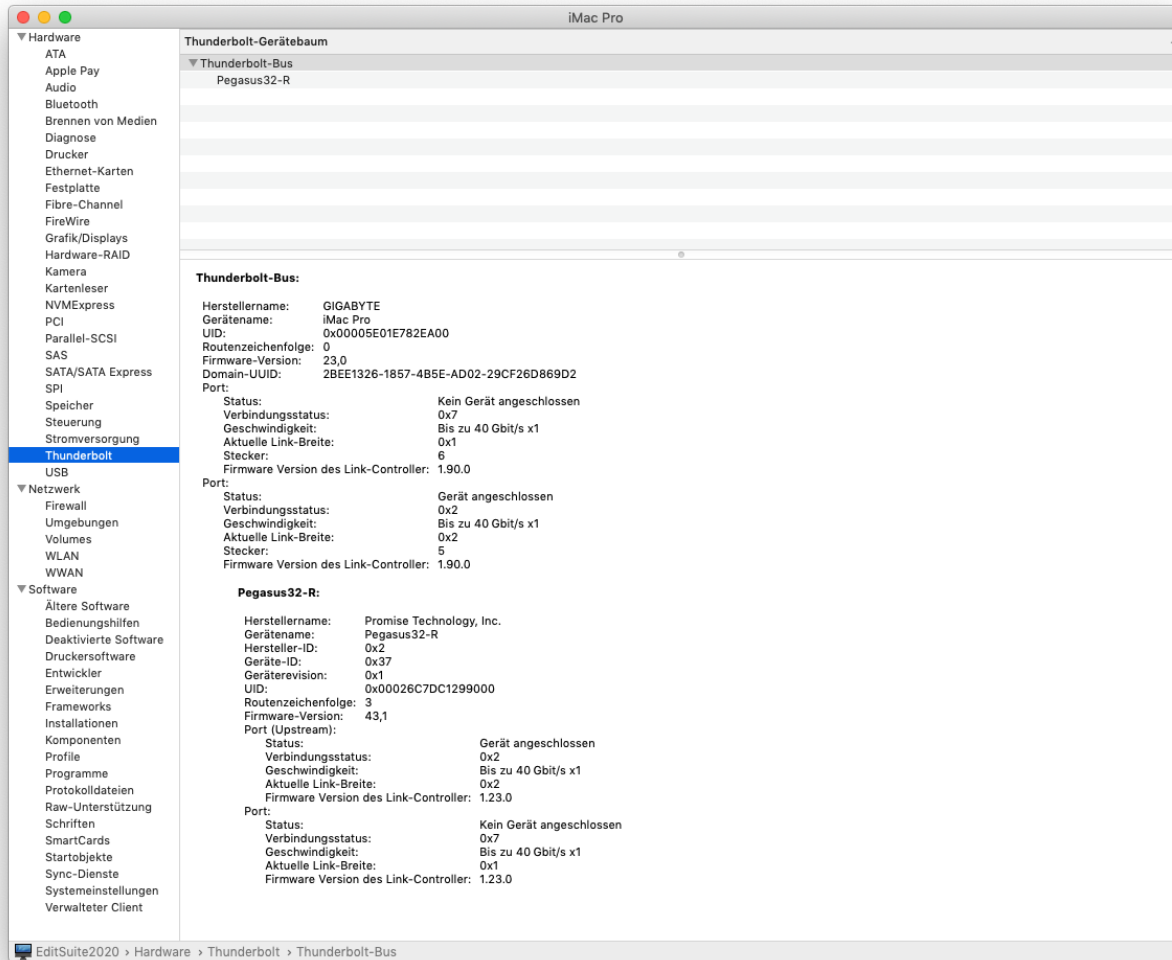 iMac Pro
Hardware
ATA
Apple Pay
Audio
Bluetooth
Brennen von Medien
Diagnose
Drucker
Ethernet-Karten
Festplatte
Fibre-Channel
FireWire
Grafik/Displays
Hardware-RAID
Kamera
Kartenleser
NVMExpress
PCI
Parallel-SCSI
SAS
SATA/SATA Express
SPI
Speicher
Steuerung
Stromversorgung
Thunderbolt
USB
Netzwerk
Firewall
Umgebungen
Volumes
WLAN
WWAN
Software
Ältere Software
Bedienungshilfen
Deaktivierte Software
Druckersoftware
Entwickler
Erweiterungen
Frameworks
Installationen
Komponenten
Profile
Programme
Protokolldateien
Raw-Unterstützung
Schriften
SmartCards
Startobjekte
Sync-Dienste
Systemeinstellungen
Verwalteter Client
Thunderbolt-Gerätebaum
Thunderbolt-Bus
Pegasus32-R
Thunderbolt-Bus:
Herstellername: GIGABYTE
Gerätename: iMac Pro
UID: 0x00005E01E782EA00
Routenzeichenfolge: 0
Firmware-Version: 23,0
Domain-UUID: 2BEE1326-1857-4B5E-AD02-29CF26D869D2
Port:
Status: Kein Gerät angeschlossen
Verbindungsstatus: 0x7
Geschwindigkeit: Bis zu 40 Gbit/s x1
Aktuelle Link-Breite: 0x1
Stecker: 6
Firmware Version des Link-Controller: 1.90.0
Port:
Status: Gerät angeschlossen
Verbindungsstatus: 0x2
Geschwindigkeit: Bis zu 40 Gbit/s x1
Aktuelle Link-Breite: 0x2
Stecker: 5
Firmware Version des Link-Controller: 1.90.0
Pegasus32-R:
Herstellername: Promise Technology, Inc.
Gerätename: Pegasus32-R
Hersteller-ID: 0x2
Geräte-ID: 0x37
Geräterevision: 0x1
UID: 0x00026C7DC1299000
Routenzeichenfolge: 3
Firmware-Version: 43,1
Port (Upstream):
Status: Gerät angeschlossen
Verbindungsstatus: 0x2
Geschwindigkeit: Bis zu 40 Gbit/s x1
Aktuelle Link-Breite: 0x2
Firmware Version des Link-Controller: 1.23.0
Port:
Status: Kein Gerät angeschlossen
Verbindungsstatus: 0x7
Geschwindigkeit: Bis zu 40 Gbit/s x1
Aktuelle Link-Breite: 0x1
Firmware Version des Link-Controller: 1.23.0
EditSuite2020 › Hardware › Thunderbolt › Thunderbolt-Bus